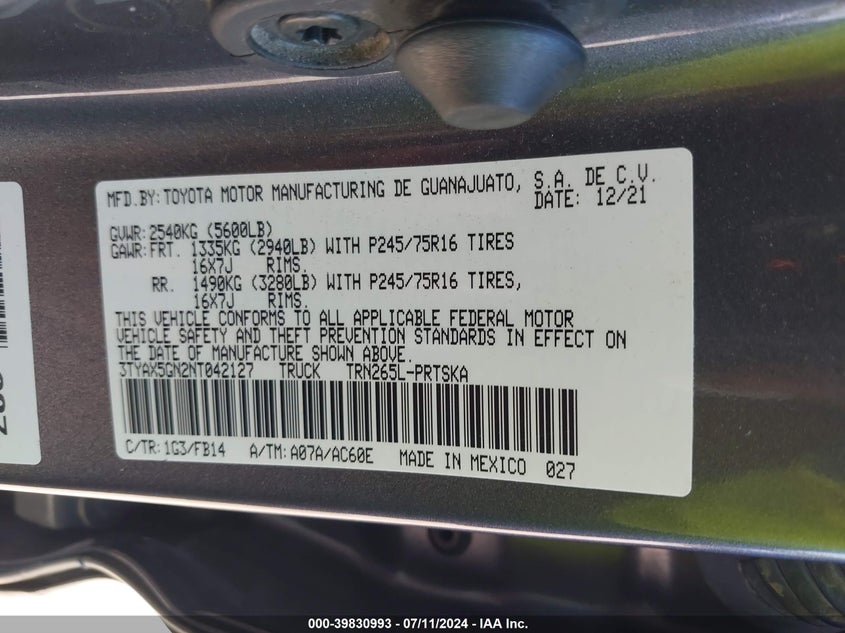 MFD.BY: TOYOTA MOTOR MANUFACTURING DE GUANAJUATO, S.A. DE C.V.
DATE: 12/21
GVWR: 2540KG (5600LB)
GAWR: FRT. 1335KG (2940LB) WITH P245/75R16 TIRES
16X7J RIMS.
RR. 1490KG (3280LB) WITH P245/75R16 TIRES,
16X7J RIMS.
THIS VEHICLE CONFORMS TO ALL APPLICABLE FEDERAL MOTOR
VEHICLE SAFETY AND THEFT PREVENTION STANDARDS IN EFFECT ON
THE DATE OF MANUFACTURE SHOWN ABOVE.
3TYAX5GN2NT042127 TRUCK TRN265L-PRTSKA
C/TR: 1G3/FB14 A/TM: A07A/AC60E MADE IN MEXICO 027
000-39830993 - 07/11/2024 - IAA Inc.